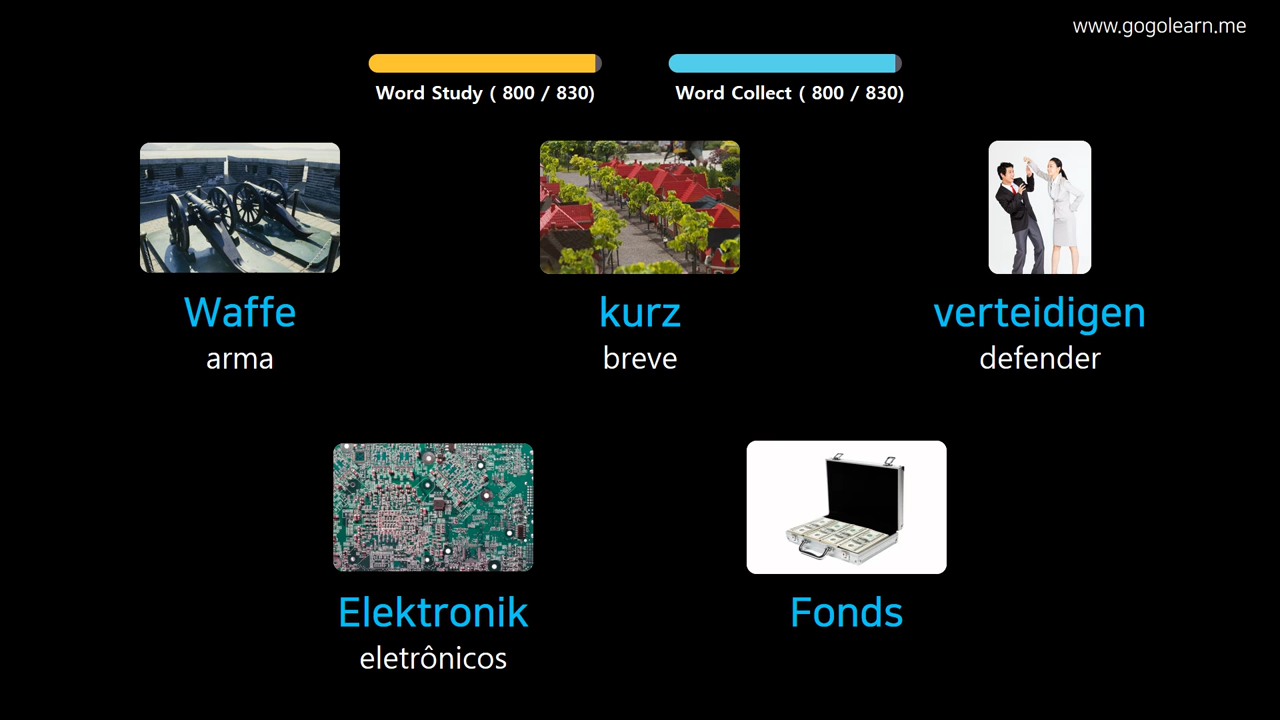 www.gogolearn.me
Word Study ( 800 / 830)
Word Collect ( 800 / 830)
Waffe
arma
kurz
breve
verteidigen
defender
Elektronik
eletrônicos
Fonds